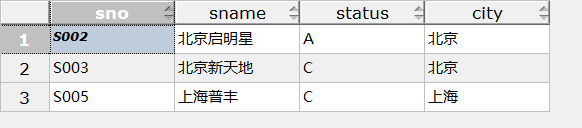 sno sname status city
1 S002 北京启明星 A 北京
2 S003 北京新天地 C 北京
3 S005 上海普丰 C 上海